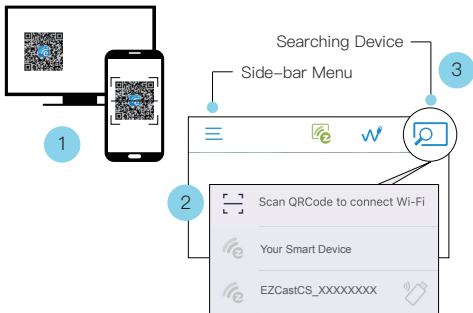 Searching Device
Side-bar Menu
3
1
2
Scan QRCode to connect Wi-Fi
Your Smart Device
EZCastCS_XXXXXXXX